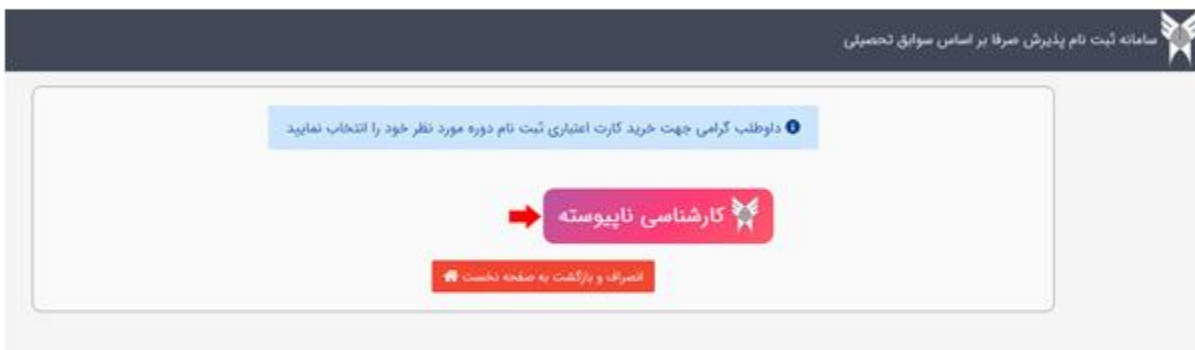 سامانه ثبت نام پذیرش صرفا بر اساس سوابق تحصیلی
داوطلب گرامی جهت خرید کارت اعتباری ثبت نام دوره مورد نظر خود را انتخاب نمایید
کارشناسی ناپیوسته
انصراف و بازگشت به صفحه نخست